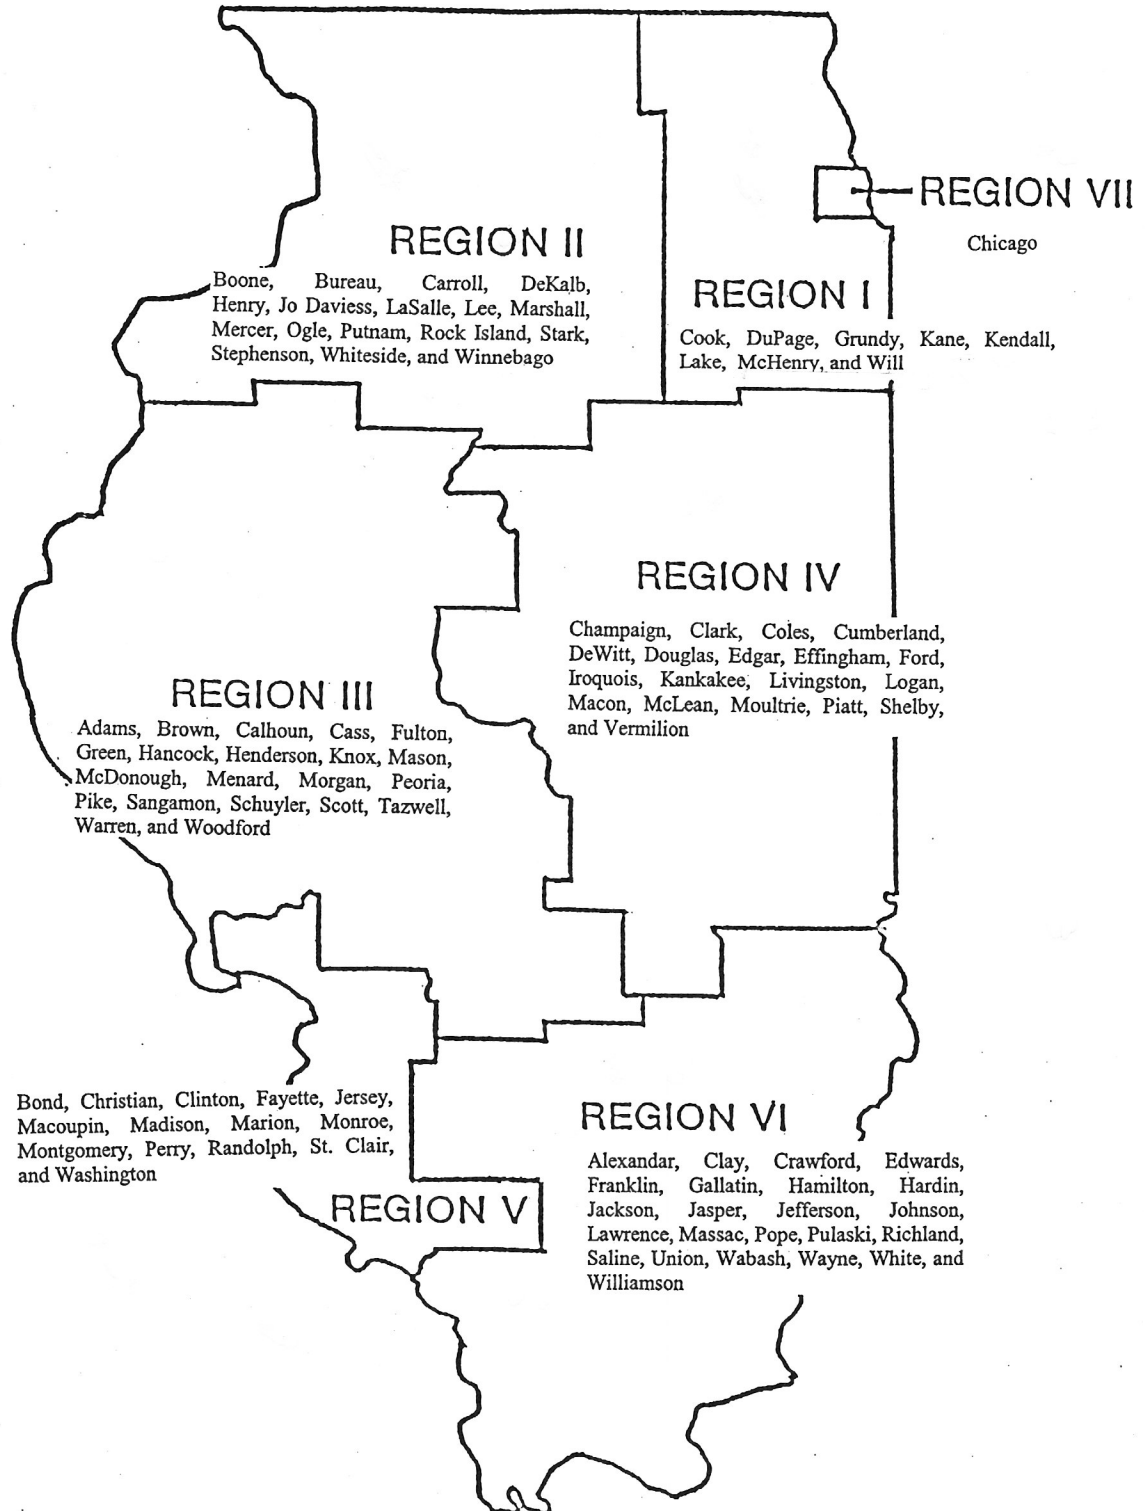 REGION VII
Chicago
REGION II
Boone, Bureau, Carroll, DeKalb,
Henry, Jo Daviess, LaSalle, Lee, Marshall,
Mercer, Ogle, Putnam, Rock Island, Stark,
Stephenson, Whiteside, and Winnebago
REGION I
Cook, DuPage, Grundy, Kane, Kendall,
Lake, McHenry, and Will
REGION IV
Champaign, Clark, Coles, Cumberland,
DeWitt, Douglas, Edgar, Effingham, Ford,
Iroquois, Kankakee, Livingston, Logan,
Macon, McLean, Moultrie, Piatt, Shelby,
and Vermilion
REGION III
Adams, Brown, Calhoun, Cass, Fulton,
Green, Hancock, Henderson, Knox, Mason,
McDonough, Menard, Morgan, Peoria,
Pike, Sangamon, Schuyler, Scott, Tazwell,
Warren, and Woodford
Bond, Christian, Clinton, Fayette, Jersey,
Macoupin, Madison, Marion, Monroe,
Montgomery, Perry, Randolph, St. Clair,
and Washington
REGION V
REGION VI
Alexandar, Clay, Crawford, Edwards,
Franklin, Gallatin, Hamilton, Hardin,
Jackson, Jasper, Jefferson, Johnson,
Lawrence, Massac, Pope, Pulaski, Richland,
Saline, Union, Wabash, Wayne, White, and
Williamson